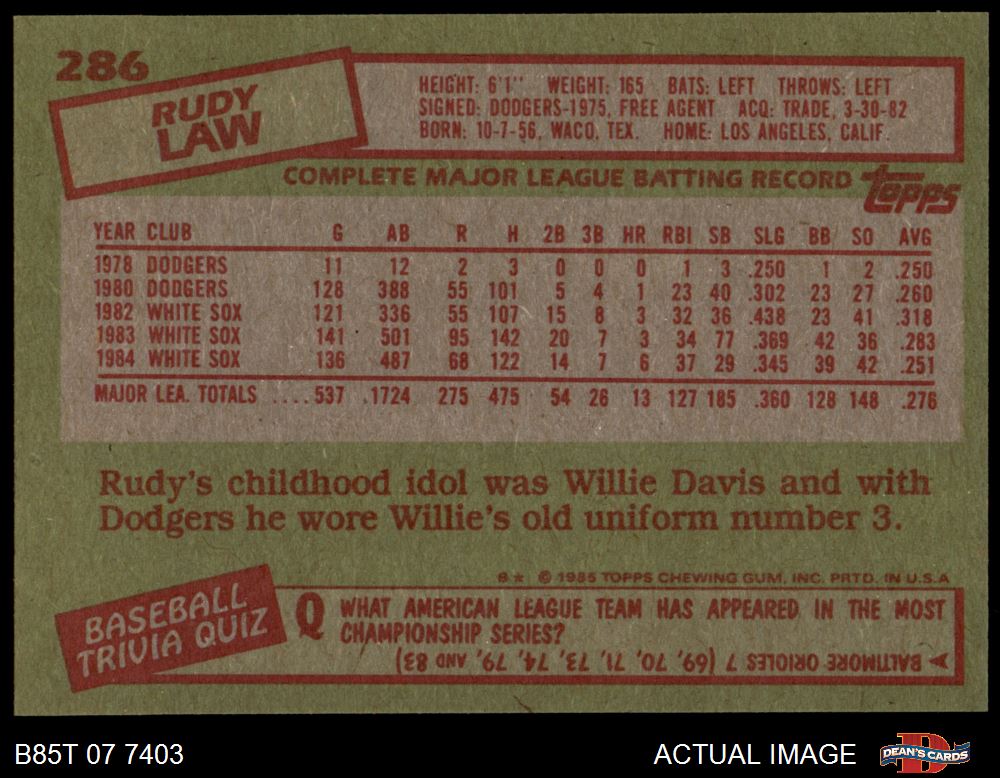 286
RUDY
LAW
HEIGHT: 6'1" WEIGHT: 165 BATS: LEFT THROWS: LEFT
SIGNED: DODGERS-1975, FREE AGENT ACQ: TRADE, 3-30-82
BORN: 10-7-56, WACO, TEX. HOME: LOS ANGELES, CALIF.
COMPLETE MAJOR LEAGUE BATTING RECORD topps
YEAR CLUB G AB R H 2B 3B HR RBI SB SLG BB SO AVG
1978 DODGERS 11 12 2 3 0 0 0 1 3 .250 1 2 .250
1980 DODGERS 128 388 55 101 5 4 1 23 40 .302 23 27 .260
1982 WHITE SOX 121 336 55 107 15 8 3 32 36 .438 23 41 .318
1983 WHITE SOX 141 501 95 142 20 7 3 34 77 .369 42 36 .283
1984 WHITE SOX 136 487 68 122 14 7 6 37 29 .345 39 42 .251
MAJOR LEA. TOTALS ....537 .1724 275 475 54 26 13 127 185 .360 128 148 .276
Rudy's childhood idol was Willie Davis and with
Dodgers he wore Willie's old uniform number 3.
B* © 1985 TOPPS CHEWING GUM, INC. PRTD. IN U.S.A.
BASEBALL
TRIVIA QUIZ
Q WHAT AMERICAN LEAGUE TEAM HAS APPEARED IN THE MOST
CHAMPIONSHIP SERIES?
A BALTIMORE ORIOLES 7 (69, 70, 71, 73, 74, 79, AND 83)
B85T 07 7403
ACTUAL IMAGE
D
DEAN'S CARDS